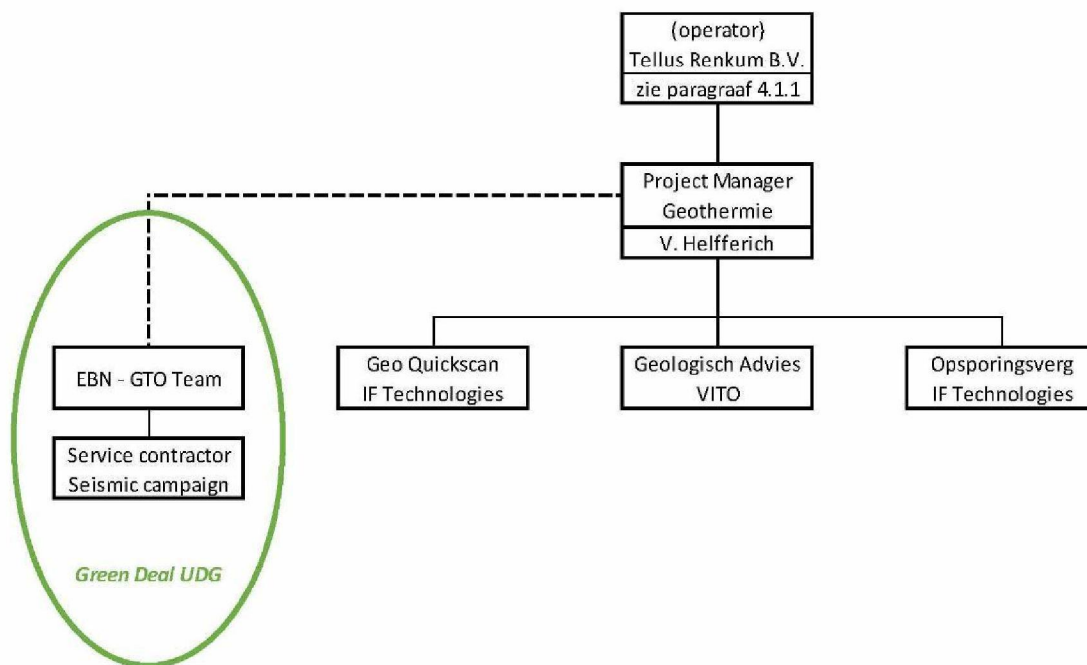 (operator)
Tellus Renkum B.V.
zie paragraaf 4.1.1
Project Manager
Geothermie
V. Helfferich
EBN - GTO Team
Service contractor
Seismic campaign
Green Deal UDG
Geo Quickscan
IF Technologies
Geologisch Advies
VITO
Opsporingsverg
IF Technologies